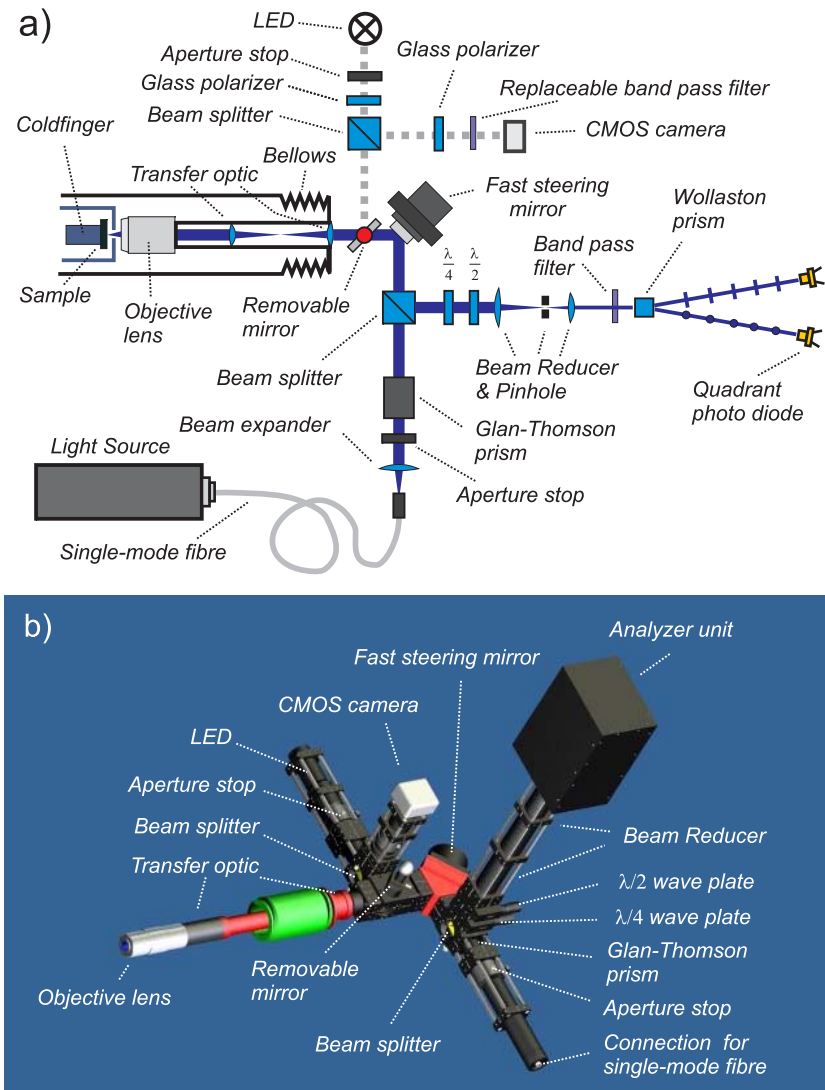 a)
LED
Aperture stop
Glass polarizer
Glass polarizer
Replaceable band pass filter
Beam splitter
CMOS camera
Coldfinger
Bellows
Transfer optic
Fast steering
mirror
Wollaston
prism
λ/4
λ/2
Band pass
filter
Sample
Objective
lens
Removable
mirror
Beam splitter
Beam Reducer
& Pinhole
Quadrant
photo diode
Beam expander
Glan-Thomson
prism
Light Source
Aperture stop
Single-mode fibre
b)
Analyzer unit
Fast steering mirror
CMOS camera
LED
Aperture stop
Beam splitter
Transfer optic
Beam Reducer
λ/2 wave plate
λ/4 wave plate
Glan-Thomson
prism
Removable
mirror
Objective lens
Aperture stop
Beam splitter
Connection for
single-mode fibre